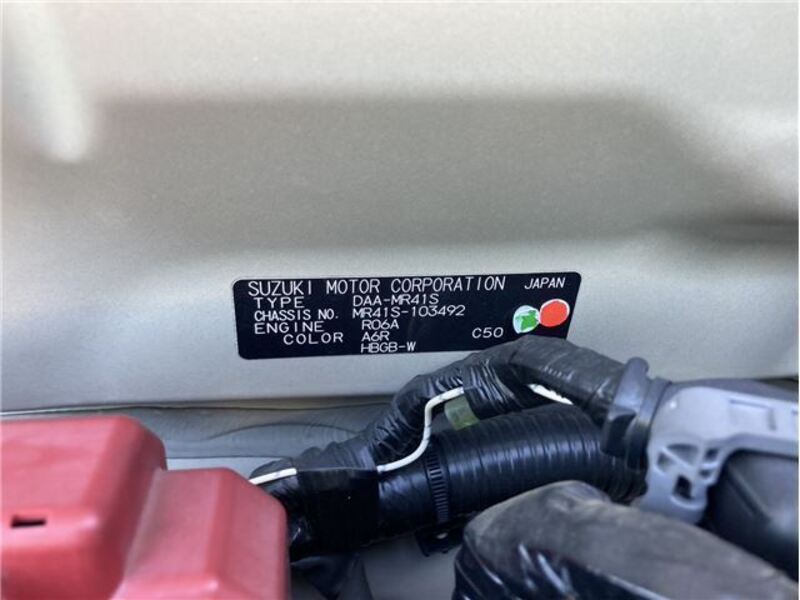 SUZUKI MOTOR CORPORATION JAPAN
TYPE DAA-MR41S
CHASSIS NO. MR41S-103492
ENGINE R06A
COLOR A6R C50
HBGB-W